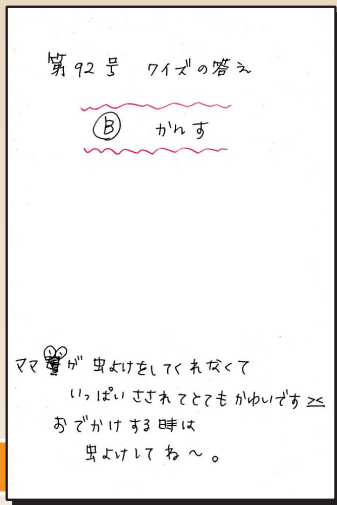 第92号 クイズの答え
Ⓑ かんす
ママが 虫よけをしてくれなくて
いっぱいさされてとてもかゆいです><
おでかけする時は
虫よけしてね～。